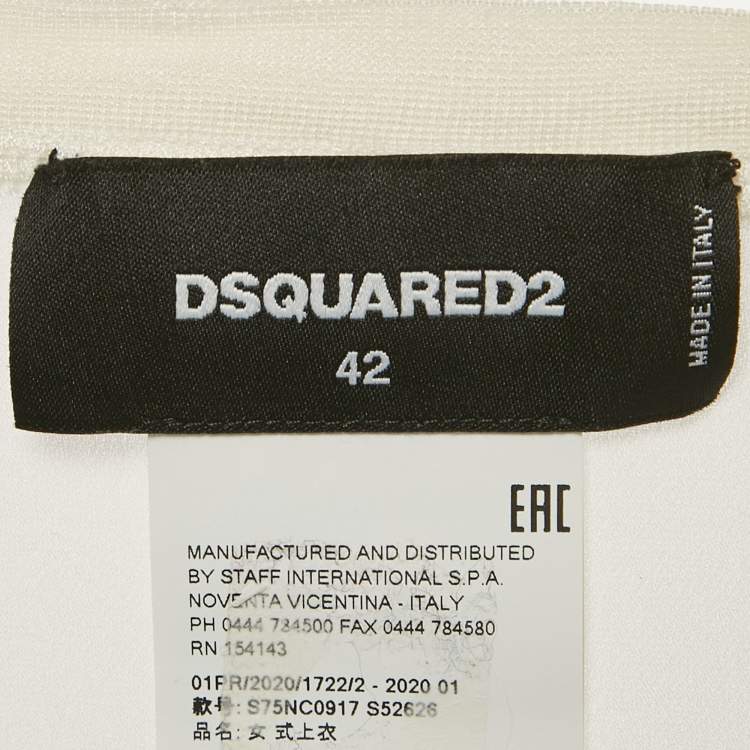 DSQUARED2
42
MADE IN ITALY
EAC
MANUFACTURED AND DISTRIBUTED
BY STAFF INTERNATIONAL S.P.A.
NOVENTA VICENTINA - ITALY
PH 0444 784500 FAX 0444 784580
RN 154143
01PR/2020/1722/2 - 2020 01
款号: S75NC0917 S52626
品名: 女 式上衣